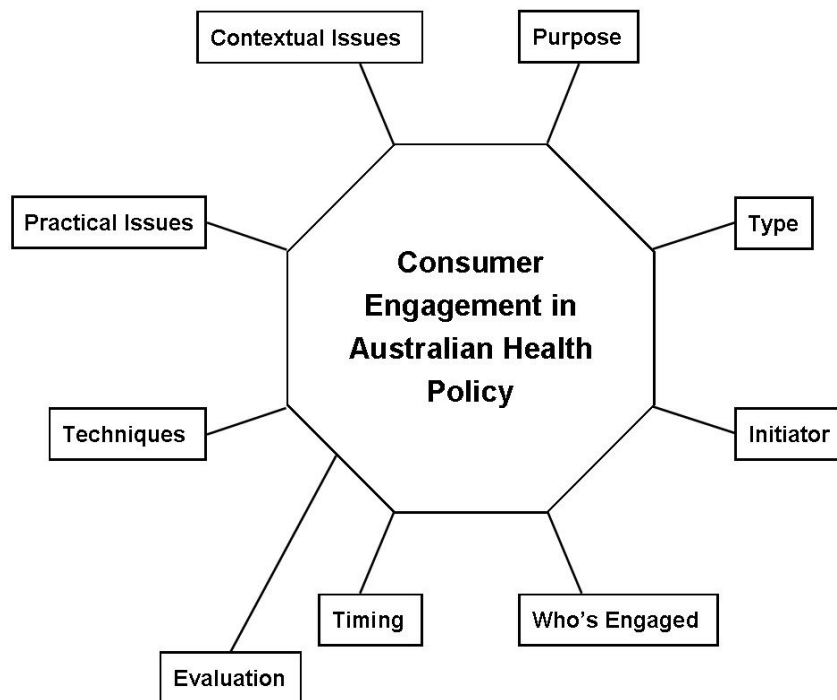 Contextual Issues
Purpose
Practical Issues
Type
Consumer
Engagement in
Australian Health
Policy
Techniques
Initiator
Timing
Who's Engaged
Evaluation